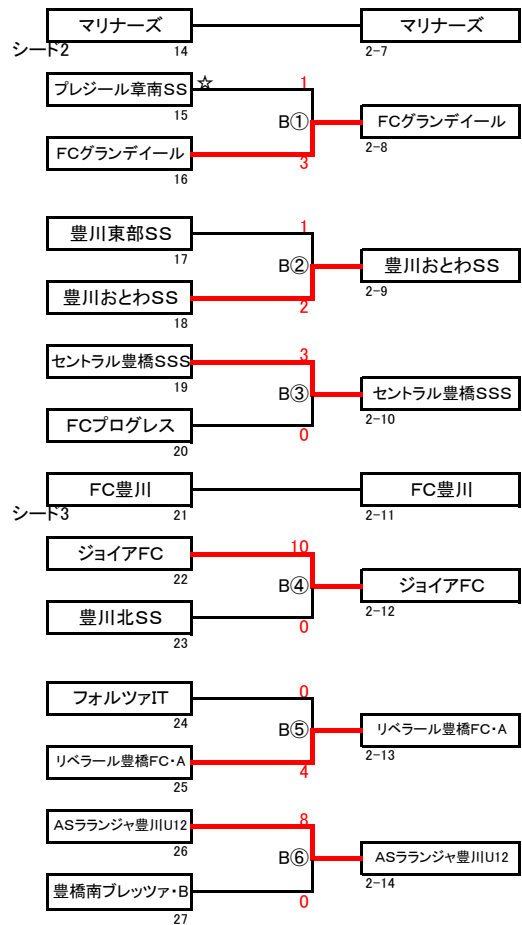 マリナーズ マリナーズ
シード2 14 2-7
プレジール章南SS ☆ 1
15 B① FCグランデイール
FCグランデイール 3 2-8
16
豊川東部SS 1
17 B② 豊川おとわSS
豊川おとわSS 2 2-9
18
セントラル豊橋SSS 3
19 B③ セントラル豊橋SSS
FCプログレス 0 2-10
20
FC豊川 FC豊川
シード3 21 2-11
ジョイアFC 10
22 B④ ジョイアFC
豊川北SS 0 2-12
23
フォルツァIT 0
24 B⑤ リベラール豊橋FC・A
リベラール豊橋FC・A 4 2-13
25
ASラランジャ豊川U12 8
26 B⑥ ASラランジャ豊川U12
豊橋南ブレッツァ・B 0 2-14
27